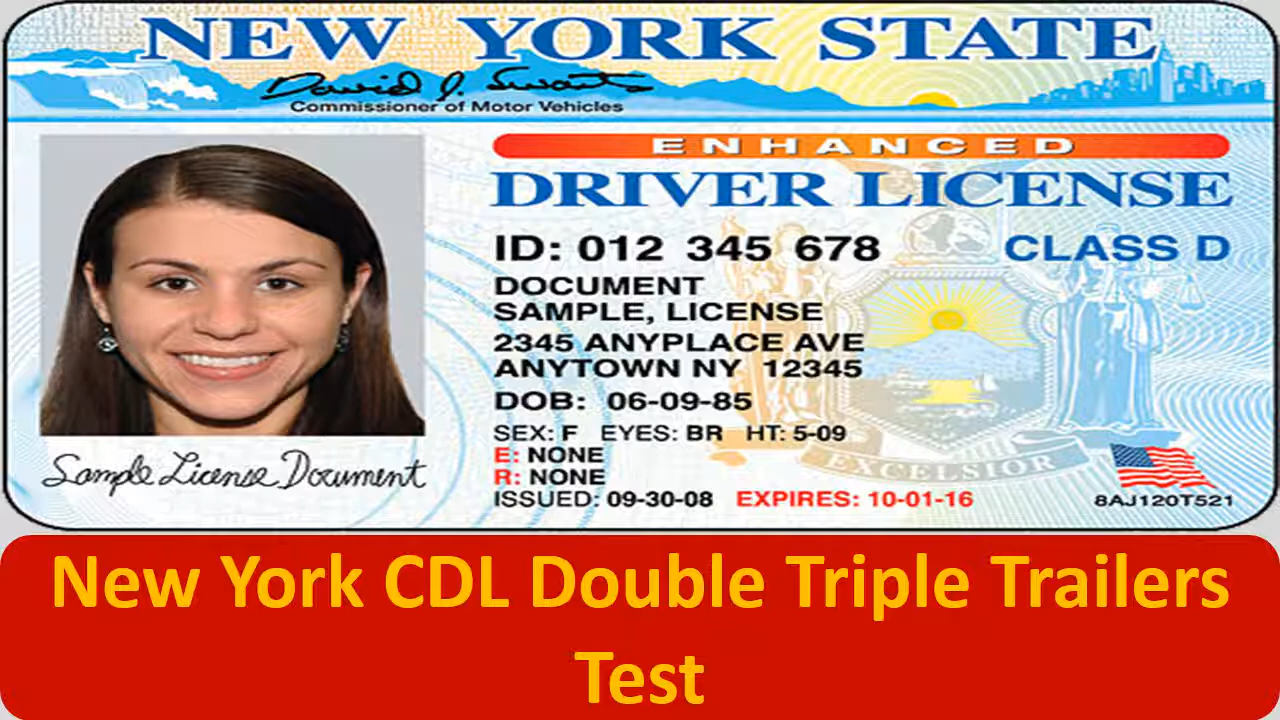 NEW YORK STATE
David J. Swarts
Commissioner of Motor Vehicles
ENHANCED
DRIVER LICENSE
ID: 012 345 678 CLASS D
DOCUMENT
SAMPLE, LICENSE
2345 ANYPLACE AVE
ANYTOWN NY 12345
DOB: 06-09-85
SEX: F EYES: BR HT: 5-09
E: NONE
R: NONE
ISSUED: 09-30-08 EXPIRES: 10-01-16
8AJ120T521
EXCELSIOR
Sample License Document
New York CDL Double Triple Trailers
Test